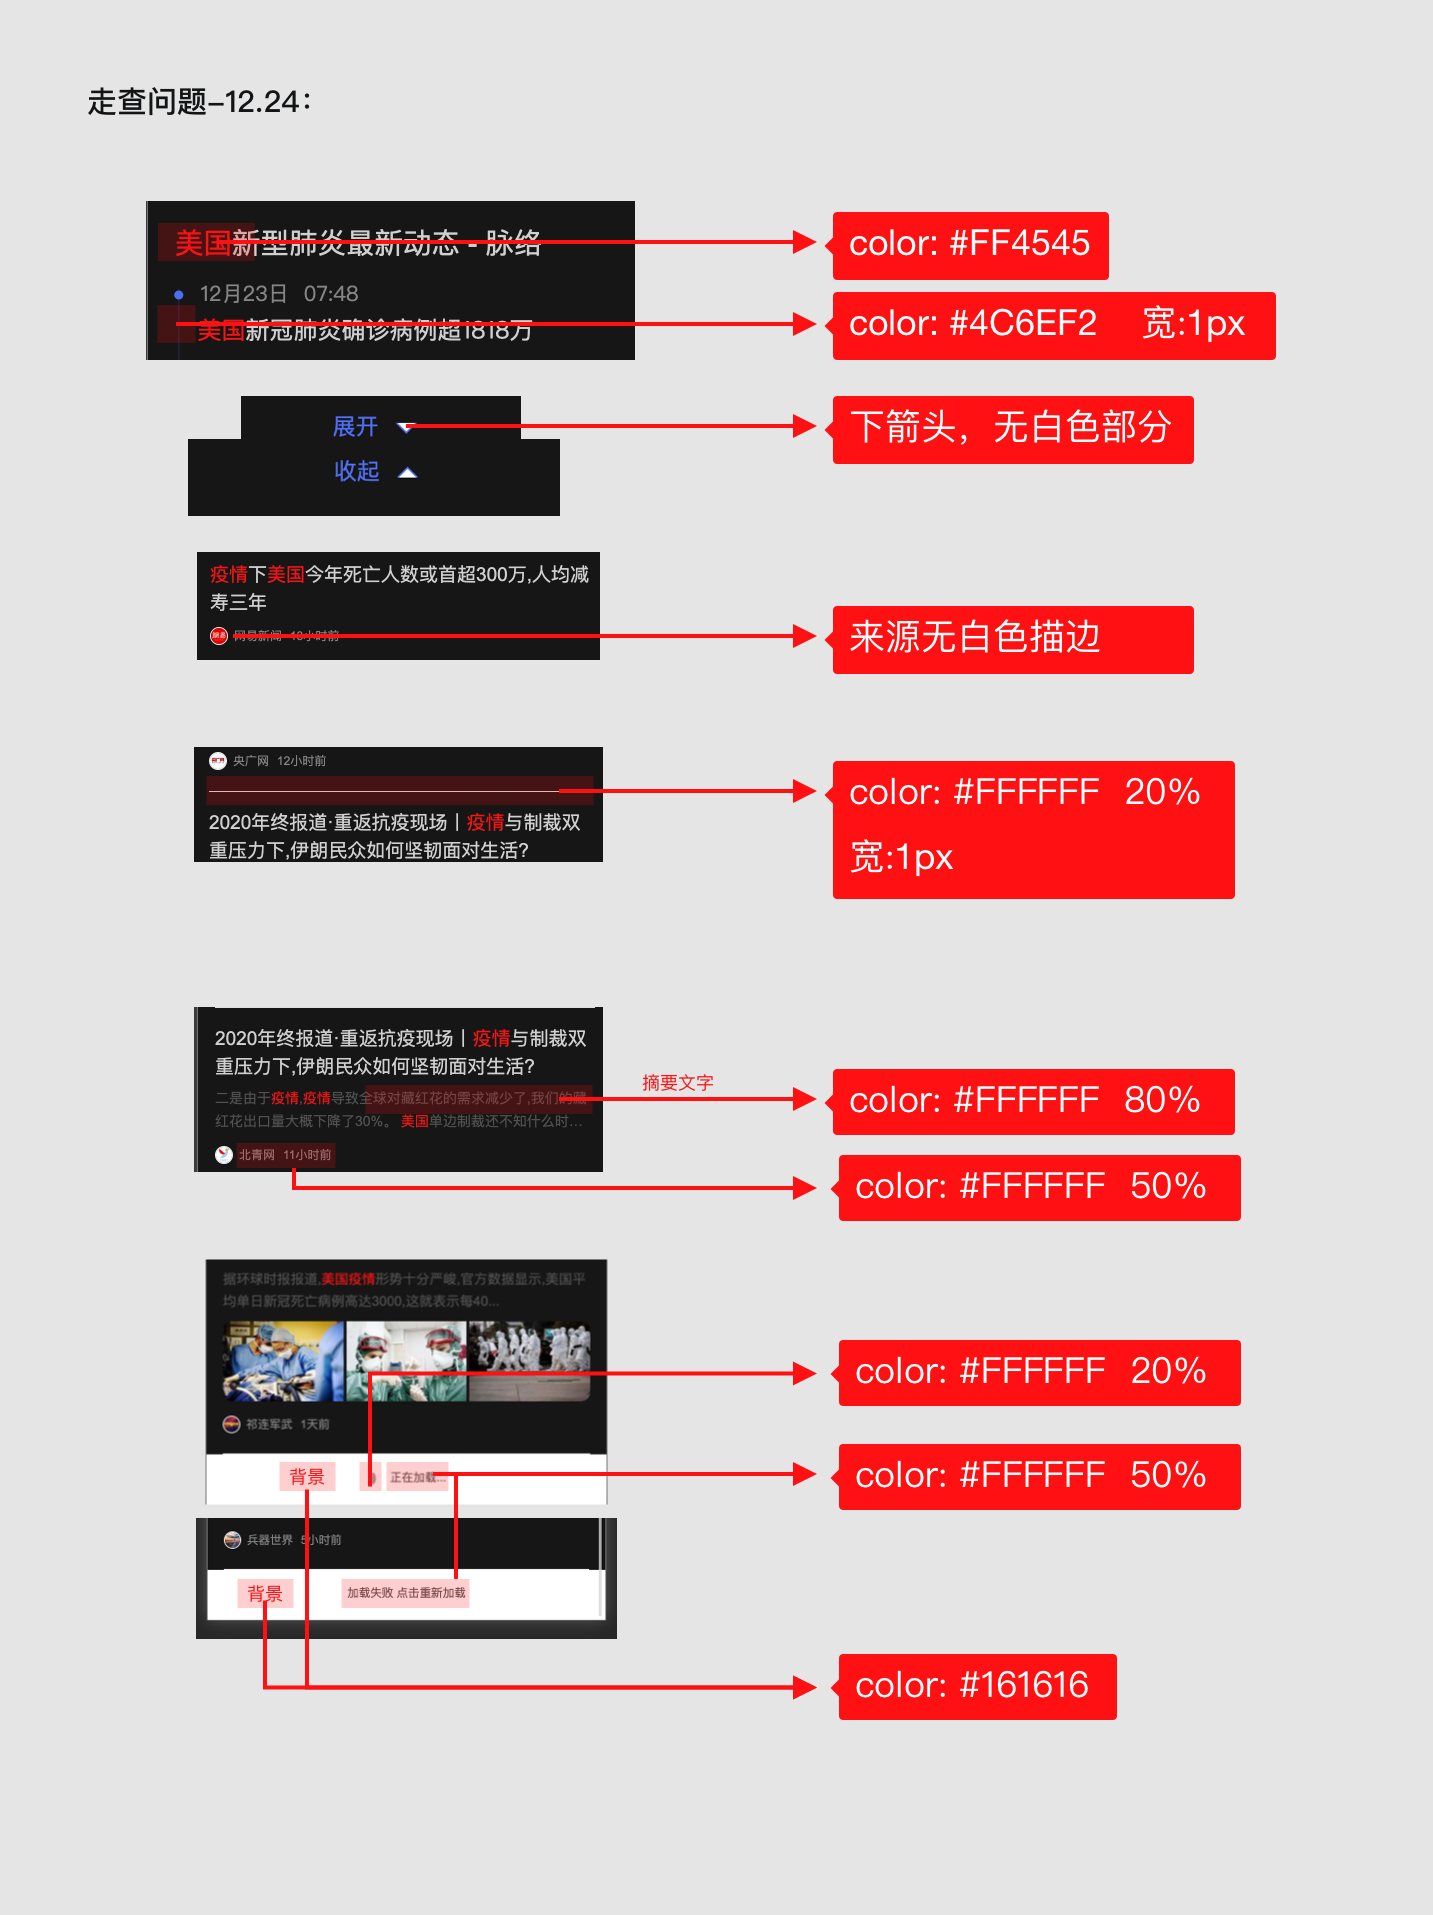 走查问题-12.24:
美国新型肺炎最新动态 - 脉络
color: #FF4545
12月23日 07:48
美国新冠肺炎确诊病例超1818万
color: #4C6EF2 宽:1px
展开
下箭头，无白色部分
收起
疫情下美国今年死亡人数或首超300万,人均减
寿三年
网易新闻 18小时前
来源无白色描边
央广网 12小时前
color: #FFFFFF 20%
宽:1px
2020年终报道·重返抗疫现场丨疫情与制裁双
重压力下,伊朗民众如何坚韧面对生活?
2020年终报道·重返抗疫现场丨疫情与制裁双
重压力下,伊朗民众如何坚韧面对生活?
摘要文字
二是由于疫情,疫情导致全球对藏红花的需求减少了,我们的藏
color: #FFFFFF 80%
红花出口量大概下降了30%。 美国单边制裁还不知什么时...
北青网 11小时前
color: #FFFFFF 50%
据环球时报报道,美国疫情形势十分严峻,官方数据显示,美国平
均单日新冠死亡病例高达3000,这就表示每40...
color: #FFFFFF 20%
祁连军武 1天前
背景
正在加载...
color: #FFFFFF 50%
兵器世界 5小时前
背景
加载失败 点击重新加载
color: #161616